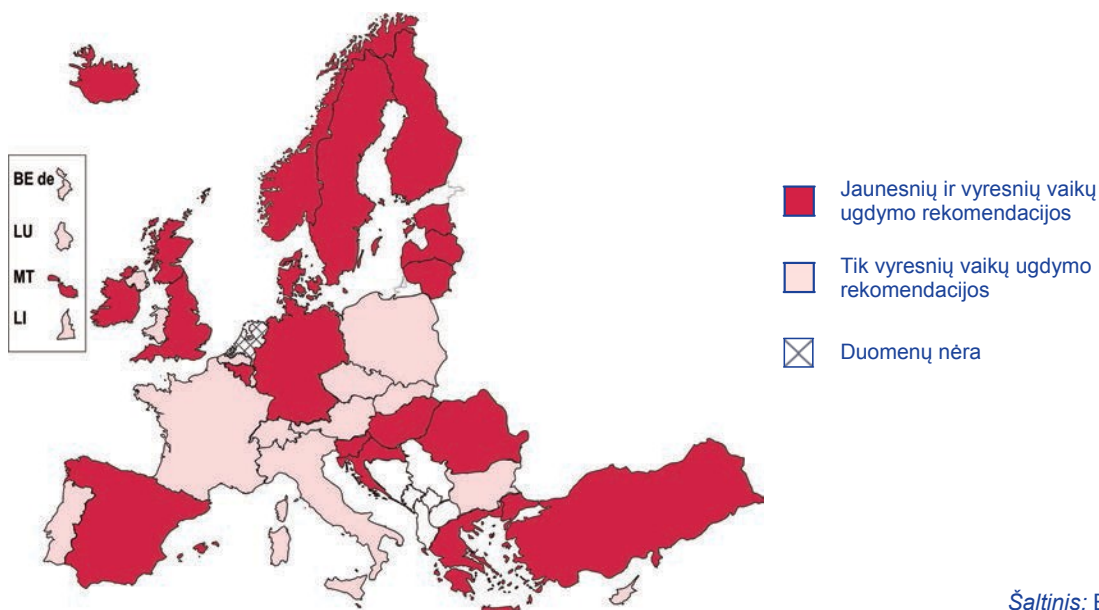 BE de
LU
MT
LI
Jaunesnių ir vyresnių vaikų
ugdymo rekomendacijos
Tik vyresnių vaikų ugdymo
rekomendacijos
Duomenų nėra
Šaltinis: E